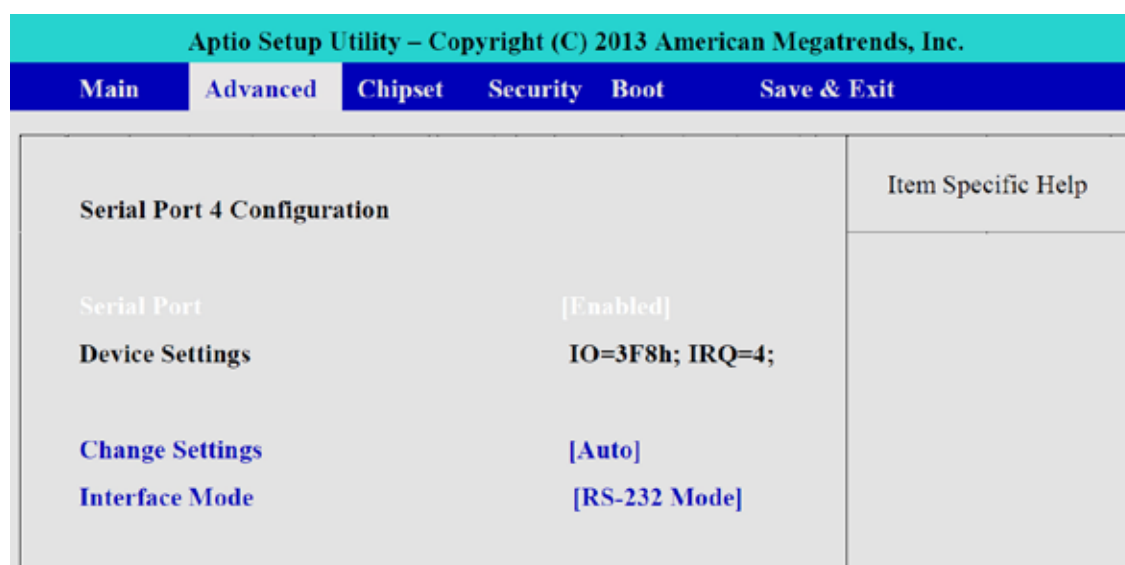 Aptio Setup Utility – Copyright (C) 2013 American Megatrends, Inc.
Main Advanced Chipset Security Boot Save & Exit
Item Specific Help
Serial Port 4 Configuration
Serial Port [Enabled]
Device Settings IO=3F8h; IRQ=4;
Change Settings [Auto]
Interface Mode [RS-232 Mode]